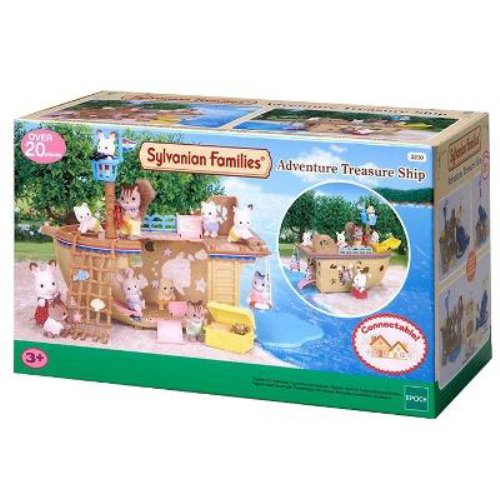 OVER
20 pieces
Sylvanian Families®
Adventure Treasure Ship
Connectable!
3+
EPOCH